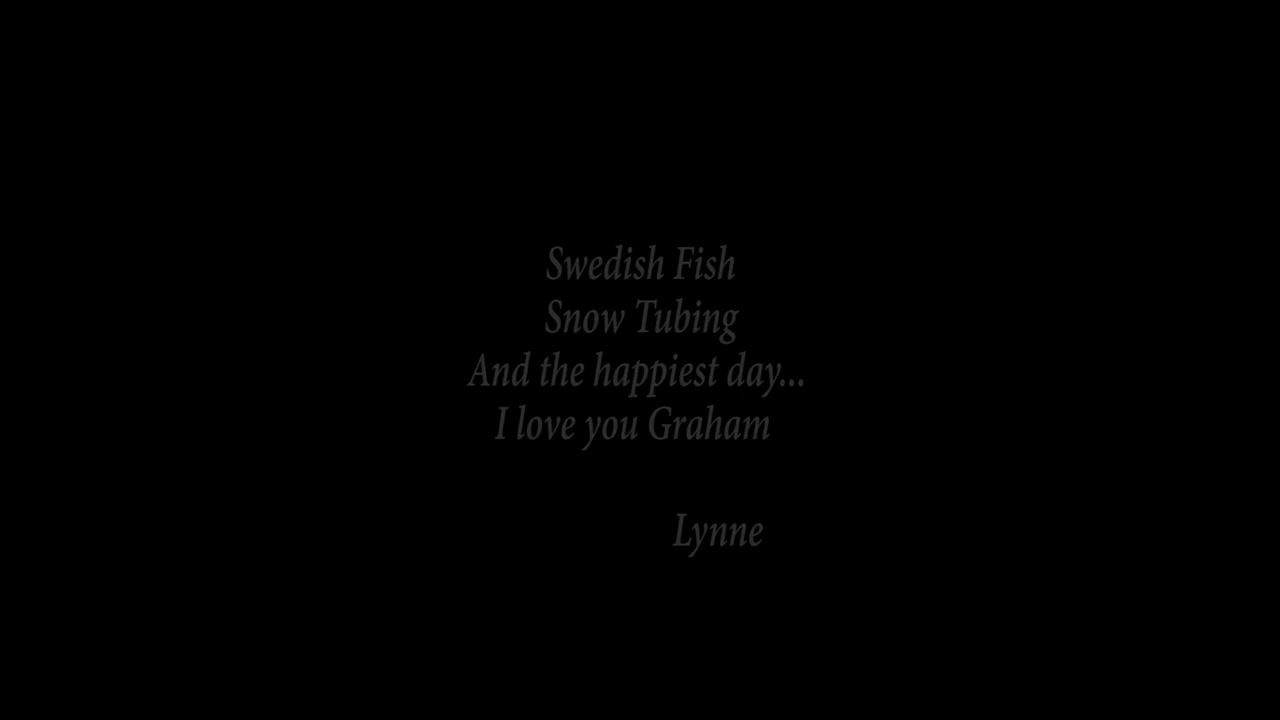 Swedish Fish
Snow Tubing
And the happiest day...
I love you Graham
Lynne